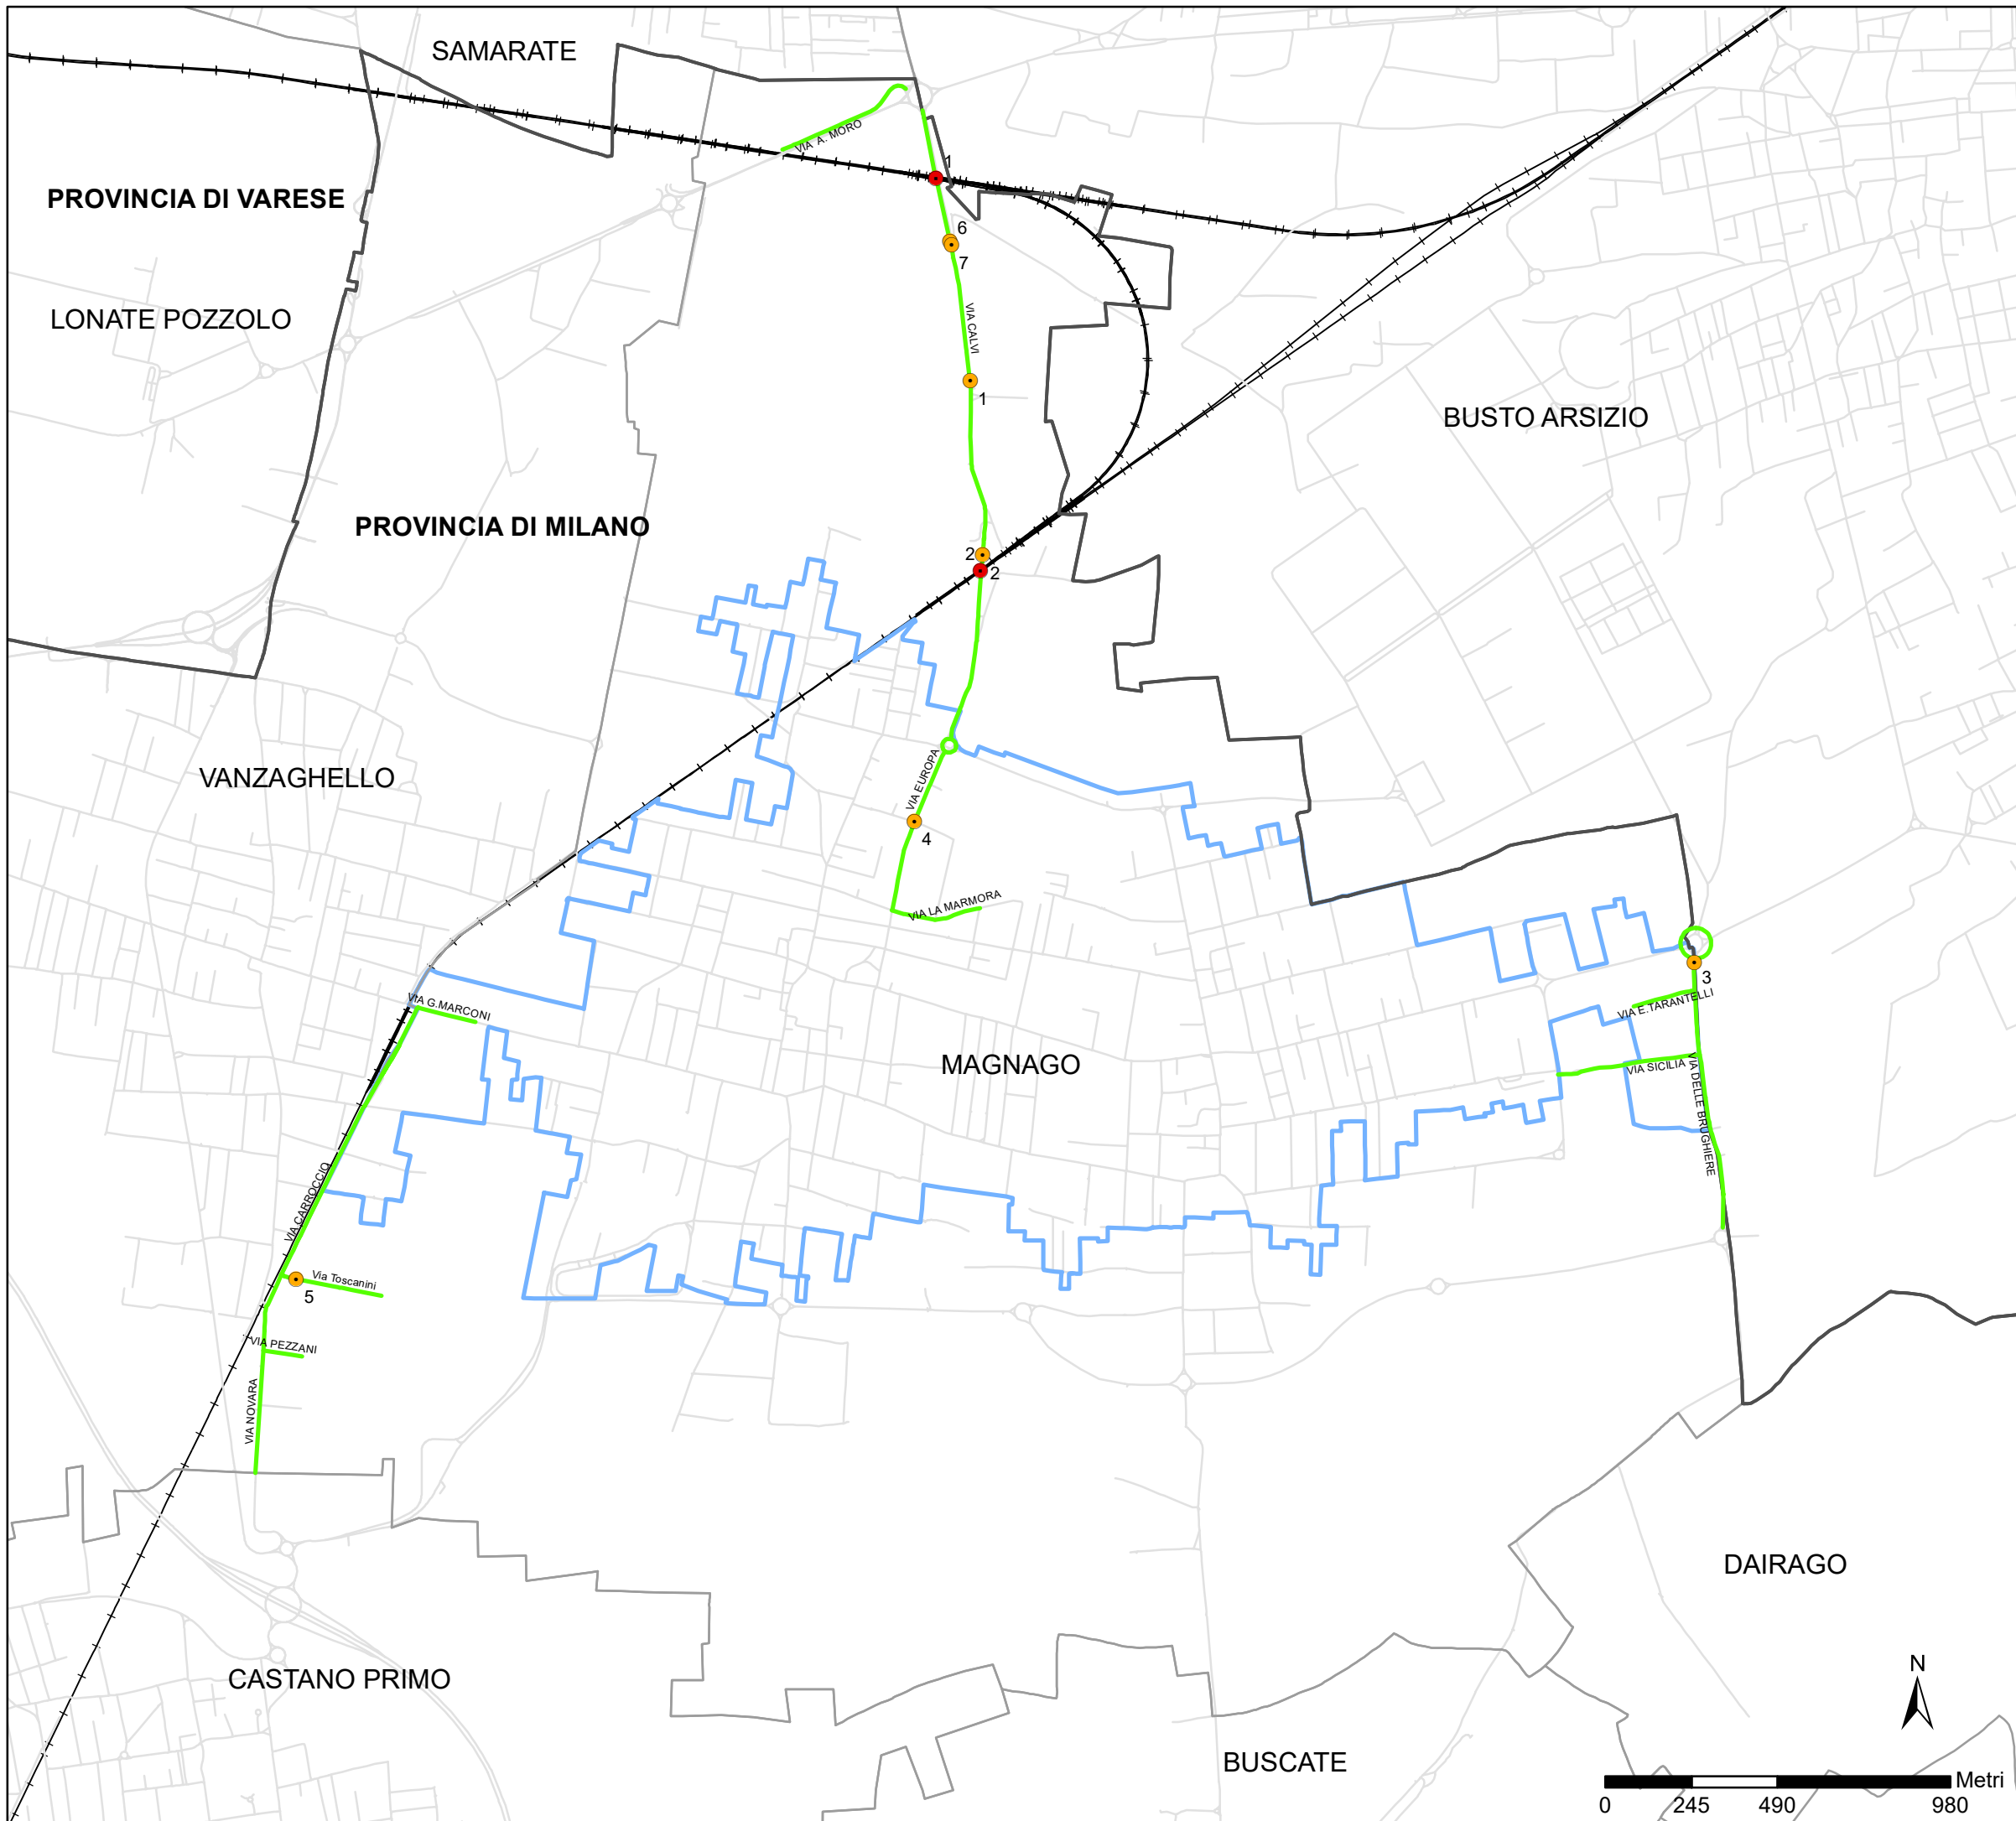 SAMARATE
VIA A. MORO
1
PROVINCIA DI VARESE
6
7
LONATE POZZOLO
VIA CALVI
1
BUSTO ARSIZIO
PROVINCIA DI MILANO
2
2
VANZAGHELLO
VIA EUROPA
4
VIA LA MARMORA
3
VIA E.TARANTELLI
VIA G.MARCONI
MAGNAGO
VIA SICILIA
VIA DELLE BRUGHIERE
VIA CARROCCIO
Via Toscanini
5
VIA PEZZANI
VIA NOVARA
DAIRAGO
CASTANO PRIMO
N
BUSCATE
Metri
0 245 490 980